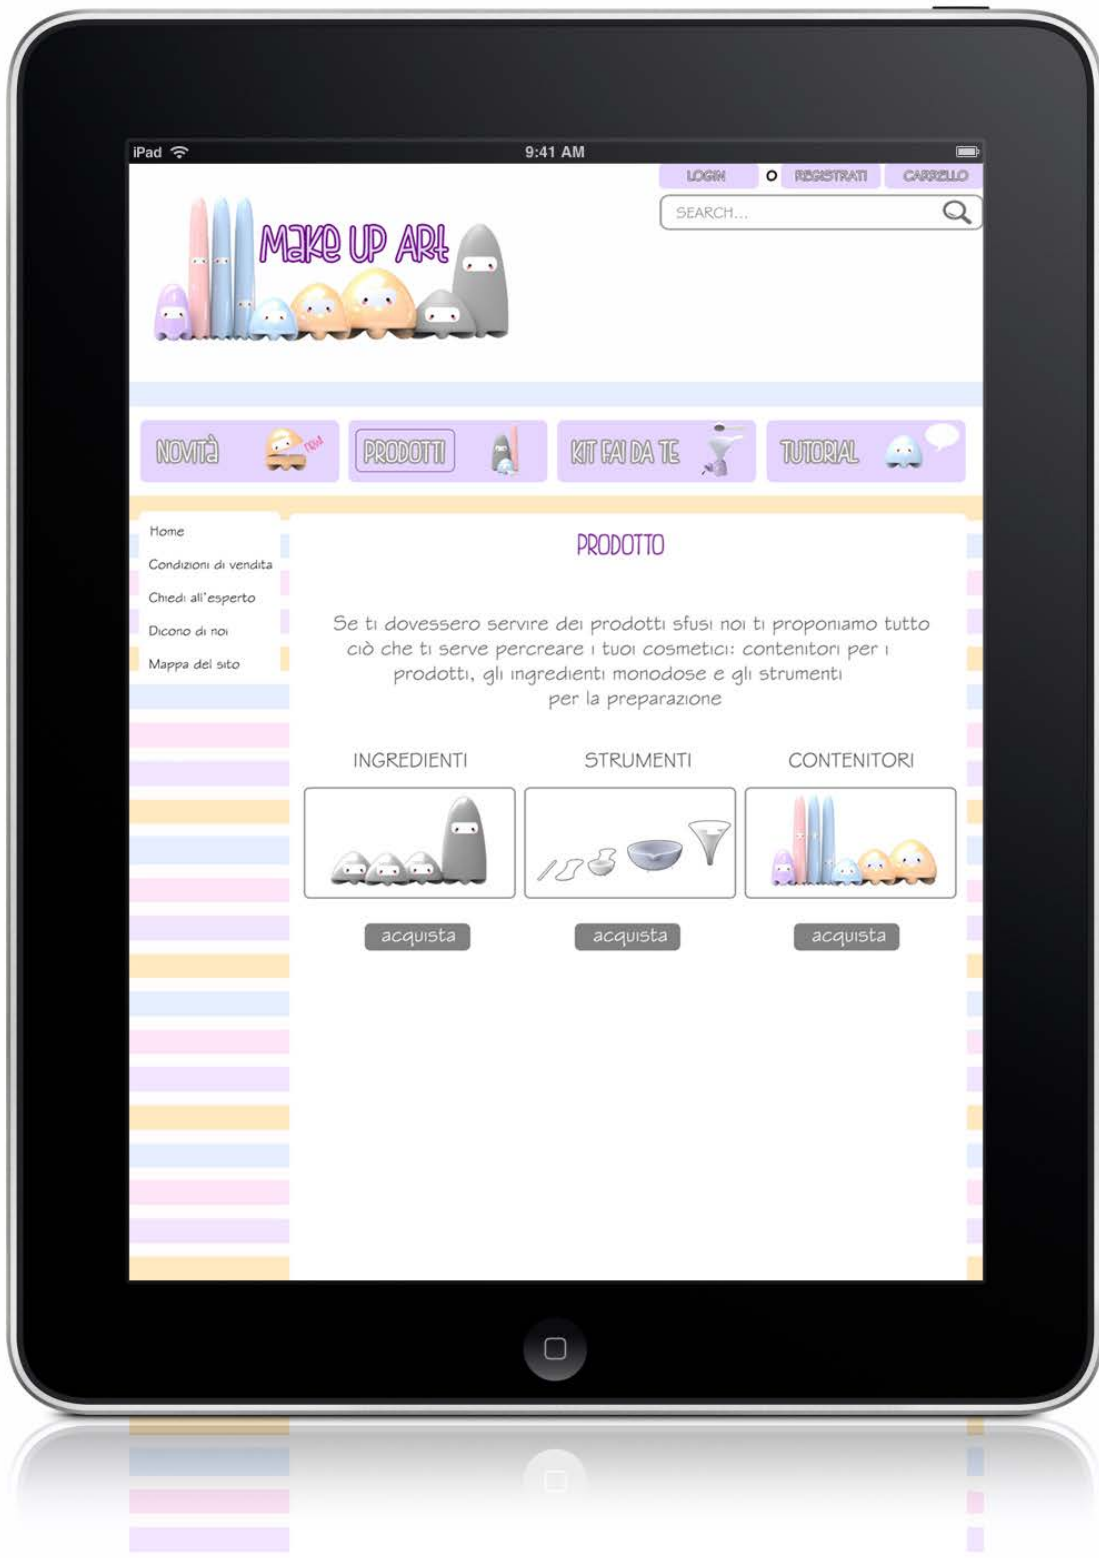 iPad
9:41 AM
LOGIN O REGISTRATI CARRELLO
SEARCH...
Make UP ARt
NOVITà
PRODOTTI
KIT FAI DA TE
TUTORIAL
Home
Condizioni di vendita
Chiedi all'esperto
Dicono di noi
Mappa del sito
PRODOTTO
Se ti dovessero servire dei prodotti sfusi noi ti proponiamo tutto
ciò che ti serve percreare i tuoi cosmetici: contenitori per i
prodotti, gli ingredienti monodose e gli strumenti
per la preparazione
INGREDIENTI
STRUMENTI
CONTENITORI
acquista
acquista
acquista